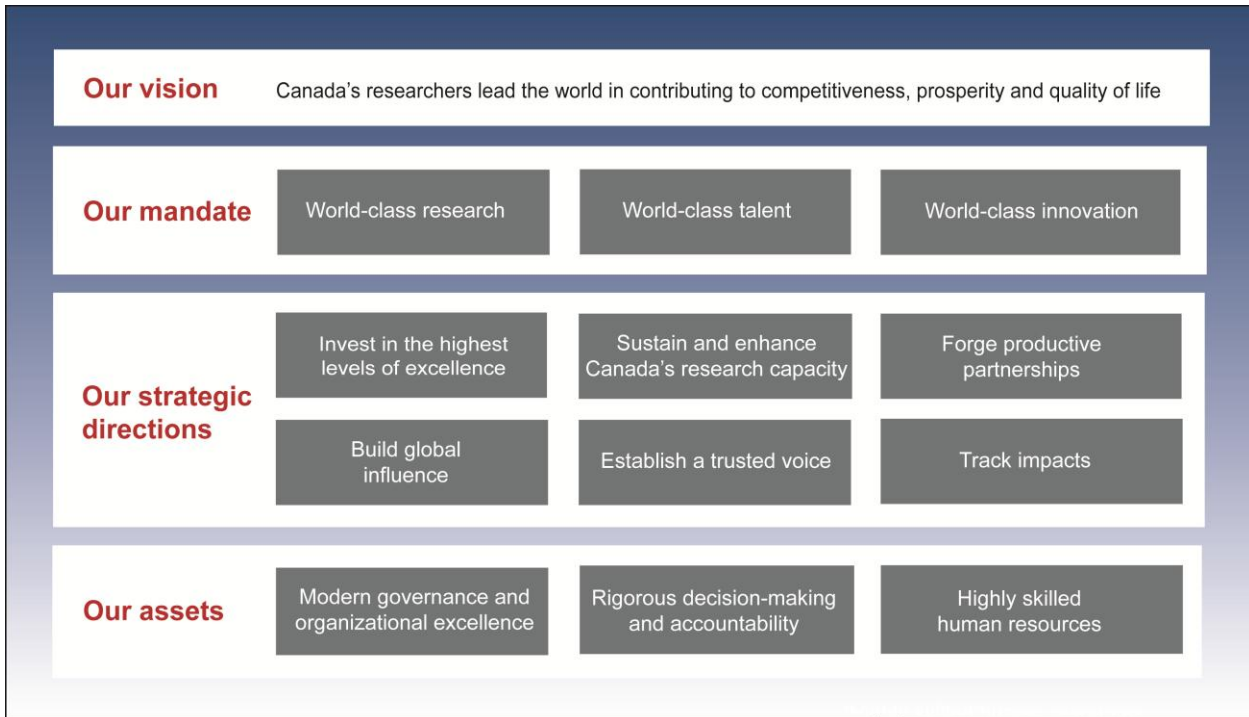 Our vision
Canada's researchers lead the world in contributing to competitiveness, prosperity and quality of life
Our mandate
World-class research
World-class talent
World-class innovation
Our strategic
directions
Invest in the highest
levels of excellence
Sustain and enhance
Canada's research capacity
Forge productive
partnerships
Build global
influence
Establish a trusted voice
Track impacts
Our assets
Modern governance and
organizational excellence
Rigorous decision-making
and accountability
Highly skilled
human resources